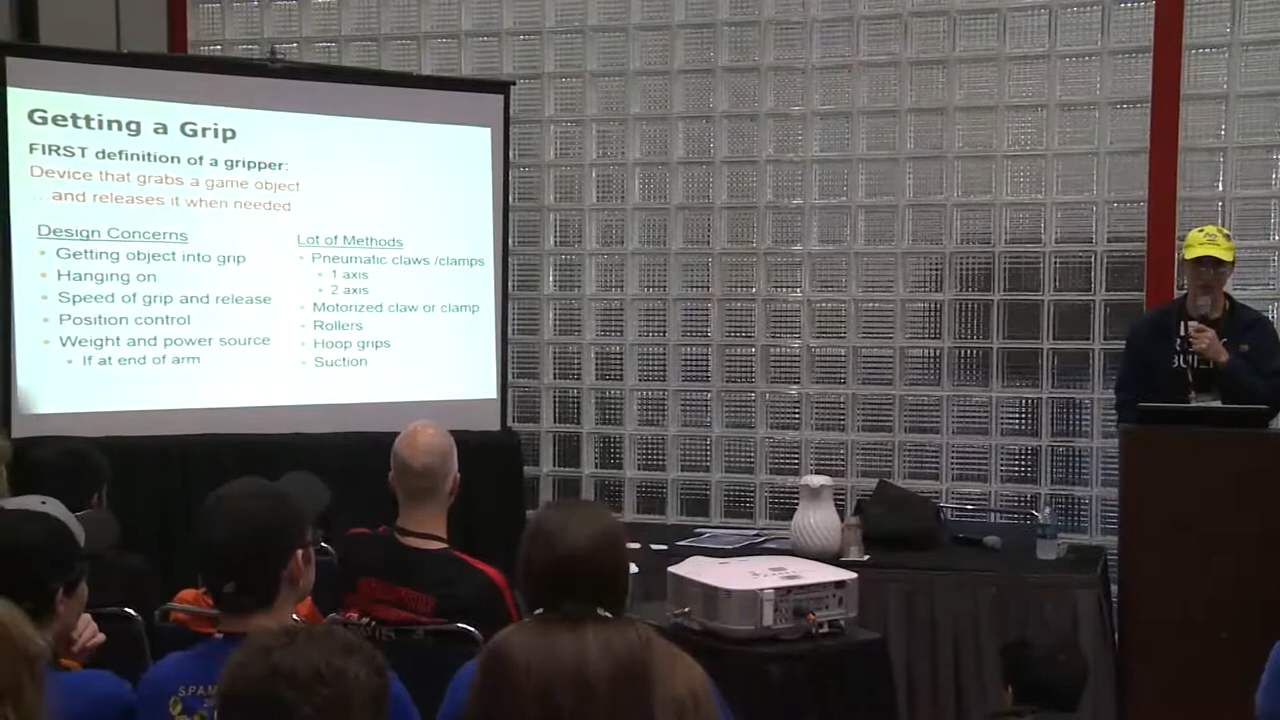 Getting a Grip
FIRST definition of a gripper:
Device that grabs a game object
…and releases it when needed
Design Concerns
Getting object into grip
Hanging on
Speed of grip and release
Position control
Weight and power source
If at end of arm
Lot of Methods
Pneumatic claws /clamps
1 axis
2 axis
Motorized claw or clamp
Rollers
Hoop grips
Suction
SPAM